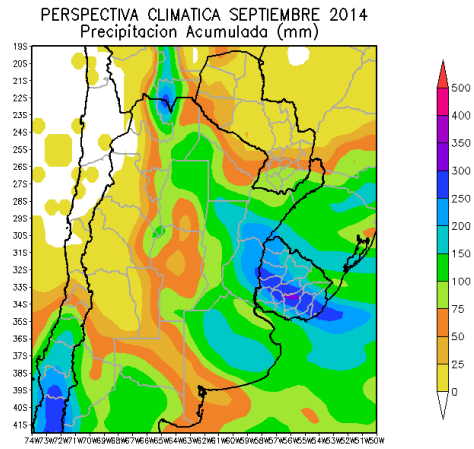 PERSPECTIVA CLIMATICA SEPTIEMBRE 2014
Precipitacion Acumulada (mm)
19S
20S
21S
22S
23S
24S
25S
26S
27S
28S
29S
30S
31S
32S
33S
34S
35S
36S
37S
38S
39S
40S
41S
74W73W72W71W70W69W68W67W66W65W64W63W62W61W60W59W58W57W56W55W54W53W52W51W50W
500
400
350
300
250
200
150
100
75
50
25
0